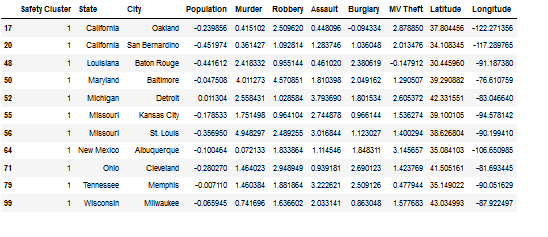 Safety Cluster State City Population Murder Robbery Assault Burglary MV Theft Latitude Longitude
17 1 California Oakland -0.239856 0.415102 2.509620 0.448096 -0.094334 2.878850 37.804456 -122.271356
20 1 California San Bernardino -0.451974 0.361427 1.092814 1.283746 1.036048 2.013476 34.108345 -117.289765
48 1 Louisiana Baton Rouge -0.441612 2.418332 0.955144 0.461020 2.380619 -0.147912 30.445960 -91.187380
50 1 Maryland Baltimore -0.047508 4.011273 4.570851 1.810398 2.049162 1.290507 39.290882 -76.610759
52 1 Michigan Detroit 0.011304 2.558431 1.028584 3.793690 1.801534 2.605372 42.331551 -83.046640
55 1 Missouri Kansas City -0.178533 1.751498 0.964104 2.744878 0.966144 1.536274 39.100105 -94.578142
56 1 Missouri St. Louis -0.356950 4.948297 2.489255 3.016844 1.123027 1.400294 38.626804 -90.199410
64 1 New Mexico Albuquerque -0.100464 0.072133 1.833864 1.114546 1.848311 3.145657 35.084103 -106.650985
71 1 Ohio Cleveland -0.280270 1.464023 2.948949 0.939181 2.690123 1.423769 41.505161 -81.693445
79 1 Tennessee Memphis -0.007110 1.460384 1.881864 3.222621 2.509126 0.477944 35.149022 -90.051629
99 1 Wisconsin Milwaukee -0.065945 0.741696 1.636602 2.033141 0.863048 1.577683 43.034993 -87.922497